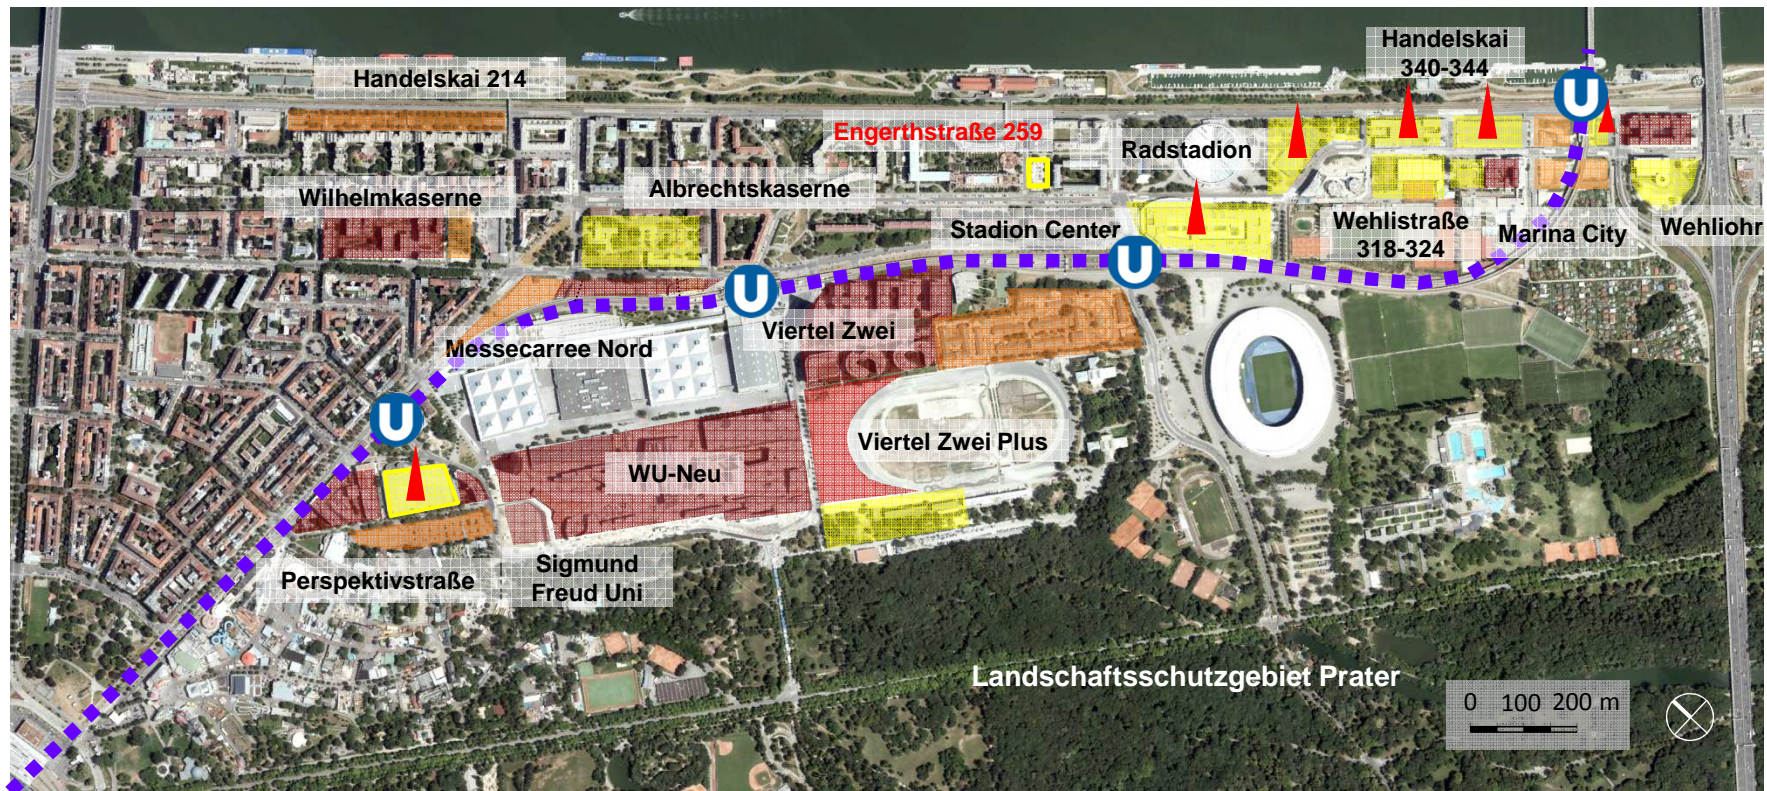 Handelskai 214
Handelskai
340-344
U
Engerthstraße 259
Radstadion
Wilhelmkaserne
Albrechtskaserne
Stadion Center
Wehlistraße
318-324
Marina City
Wehliohr
U
U
Viertel Zwei
Messecarree Nord
U
Viertel Zwei Plus
WU-Neu
Perspektivstraße
Sigmund
Freud Uni
Landschaftsschutzgebiet Prater
0 100 200 m